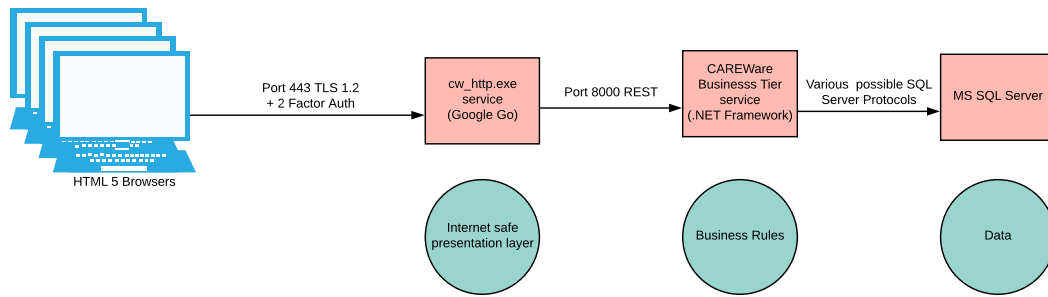 HTML 5 Browsers
Port 443 TLS 1.2
+ 2 Factor Auth
cw_http.exe
service
(Google Go)
Port 8000 REST
CAREWare
Businesss Tier
service
(.NET Framework)
Various possible SQL
Server Protocols
MS SQL Server
Internet safe
presentation layer
Business Rules
Data